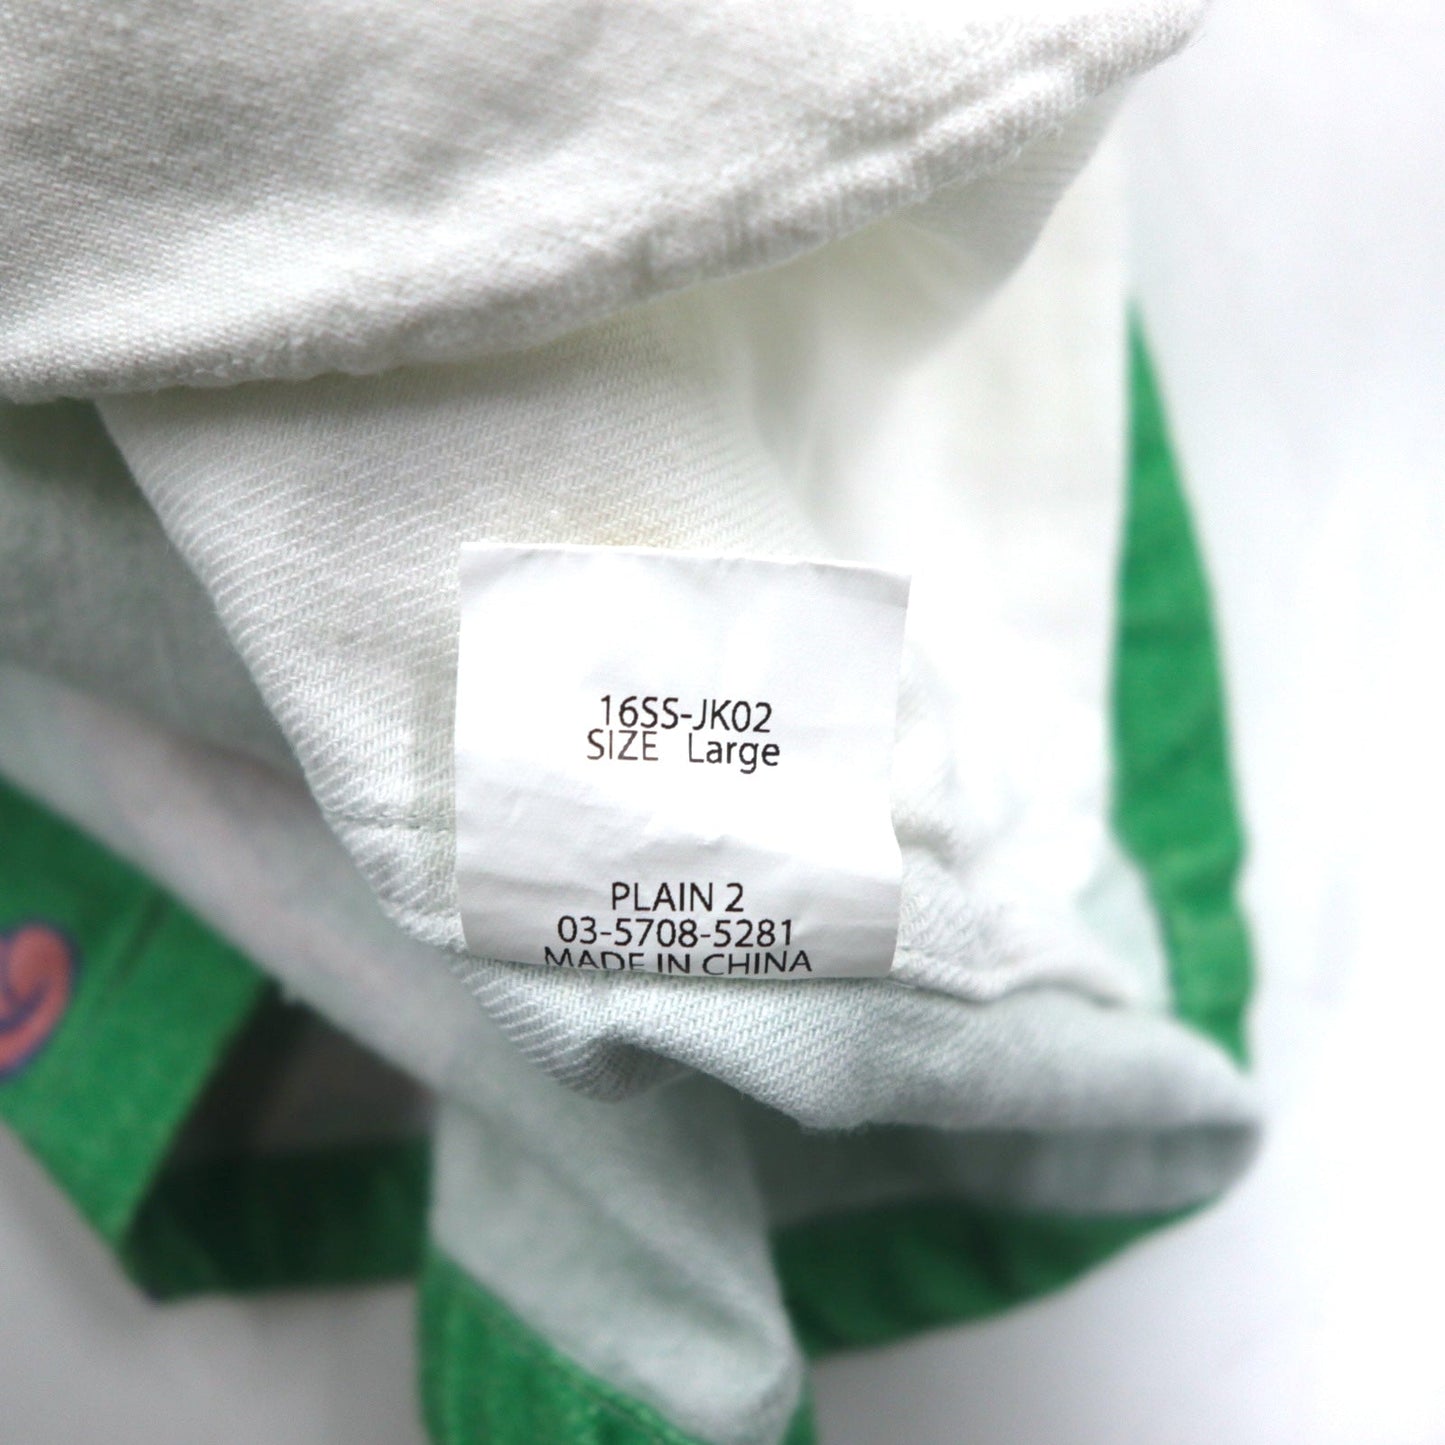 16SS-JK02
SIZE Large
PLAIN 2
03-5708-5281
MADE IN CHINA